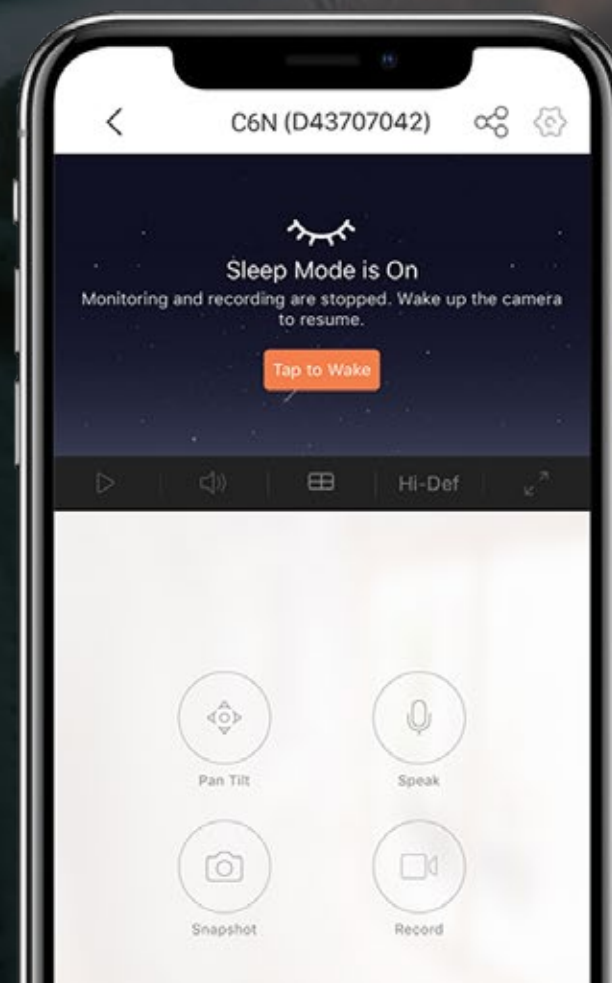 C6N (D43707042)
Sleep Mode is On
Monitoring and recording are stopped. Wake up the camera
to resume.
Tap to Wake
Hi-Def
Pan Tilt
Speak
Snapshot
Record